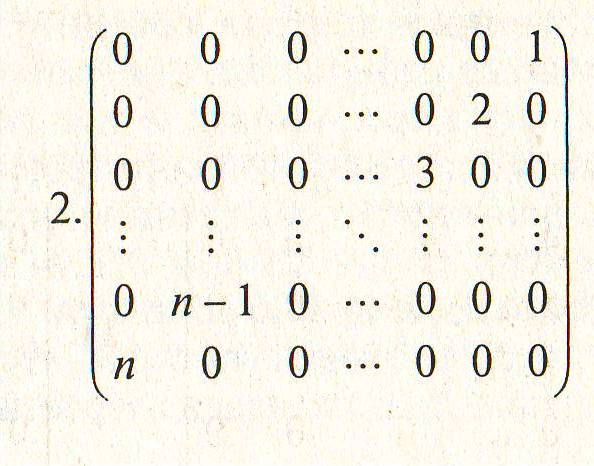 0 0 0 ⋯ 0 0 1
0 0 0 ⋯ 0 2 0
0 0 0 ⋯ 3 0 0
2. ⋮ ⋮ ⋮ ⋱ ⋮ ⋮ ⋮
0 n − 1 0 ⋯ 0 0 0
n 0 0 ⋯ 0 0 0